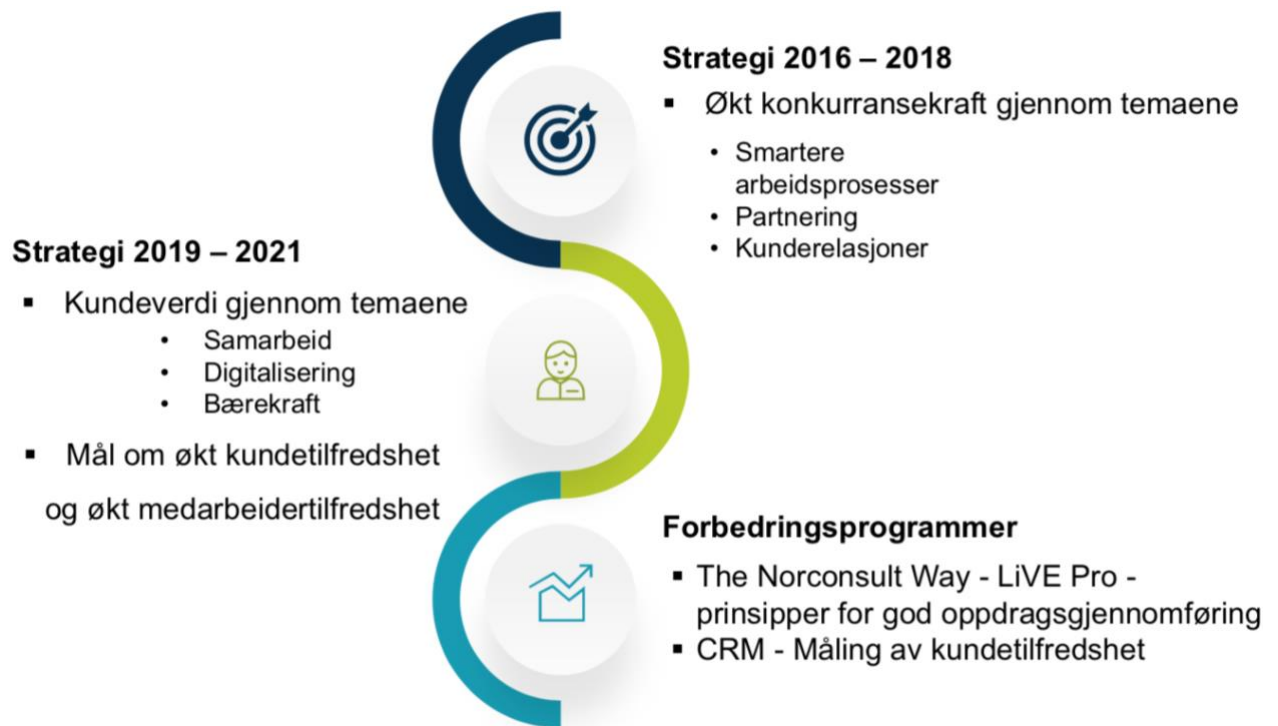 Strategi 2016 – 2018
▪ Økt konkurransekraft gjennom temaene
• Smartere
arbeidsprosesser
• Partnering
• Kunderelasjoner
Strategi 2019 – 2021
▪ Kundeverdi gjennom temaene
• Samarbeid
• Digitalisering
• Bærekraft
▪ Mål om økt kundetilfredshet
og økt medarbeidertilfredshet
Forbedringsprogrammer
▪ The Norconsult Way - LiVE Pro -
prinsipper for god oppdragsgjennomføring
▪ CRM - Måling av kundetilfredshet